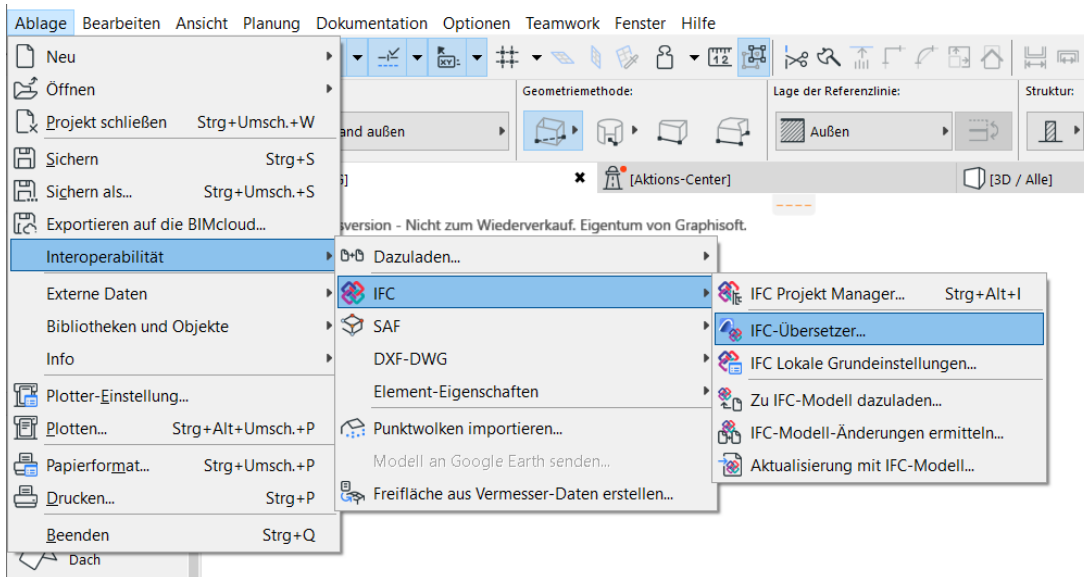 Ablage Bearbeiten Ansicht Planung Dokumentation Optionen Teamwork Fenster Hilfe
Neu
Öffnen
Projekt schließen Strg+Umsch.+W
Sichern Strg+S
Sichern als... Strg+Umsch.+S
Exportieren auf die BIMcloud...
Interoperabilität
Externe Daten
Bibliotheken und Objekte
Info
Plotter-Einstellung...
Plotten... Strg+Alt+Umsch.+P
Papierformat... Strg+Umsch.+P
Drucken... Strg+P
Beenden Strg+Q
Dach
XY:
12
Geometriemethode: Lage der Referenzlinie: Struktur:
and außen Außen
[Aktions-Center] [3D / Alle]
version - Nicht zum Wiederverkauf. Eigentum von Graphisoft.
Dazuladen...
IFC
SAF
DXF-DWG
Element-Eigenschaften
Punktwolken importieren...
Modell an Google Earth senden...
Freifläche aus Vermesser-Daten erstellen...
IFC Projekt Manager... Strg+Alt+I
IFC-Übersetzer...
IFC Lokale Grundeinstellungen...
Zu IFC-Modell dazuladen...
IFC-Modell-Änderungen ermitteln...
Aktualisierung mit IFC-Modell...